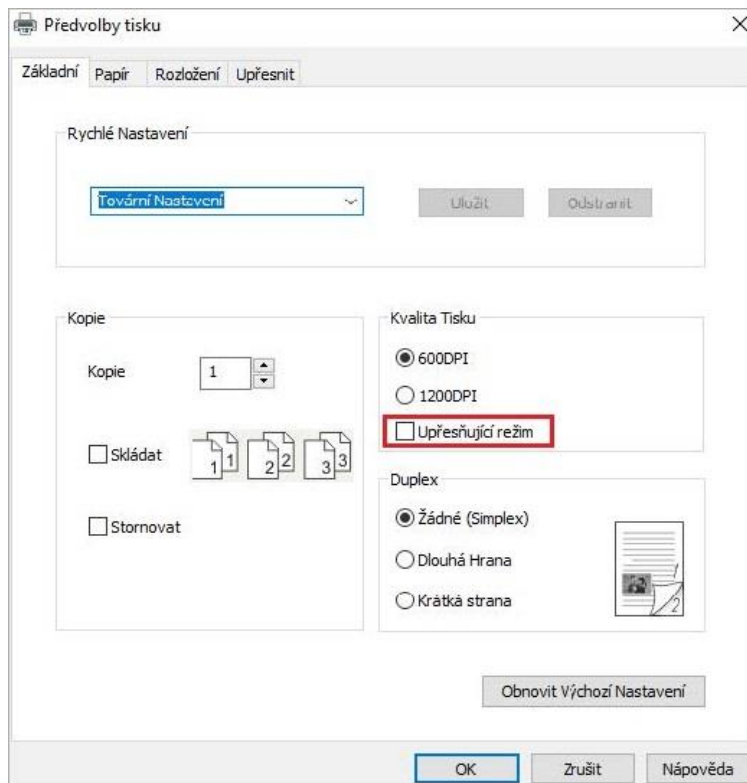 Předvolby tisku
Základní Papír Rozložení Upřesnit
Rychlé Nastavení
Tovární Nastavení Uložit Odstranit
Kopie
Kopie 1
Skládat 1 1 2 2 3 3
Stornovat
Kvalita Tisku
600DPI
1200DPI
Upřesňující režim
Duplex
Žádné (Simplex)
Dlouhá Hrana
Krátká strana
1
2
Obnovit Výchozí Nastavení
OK Zrušit Nápověda